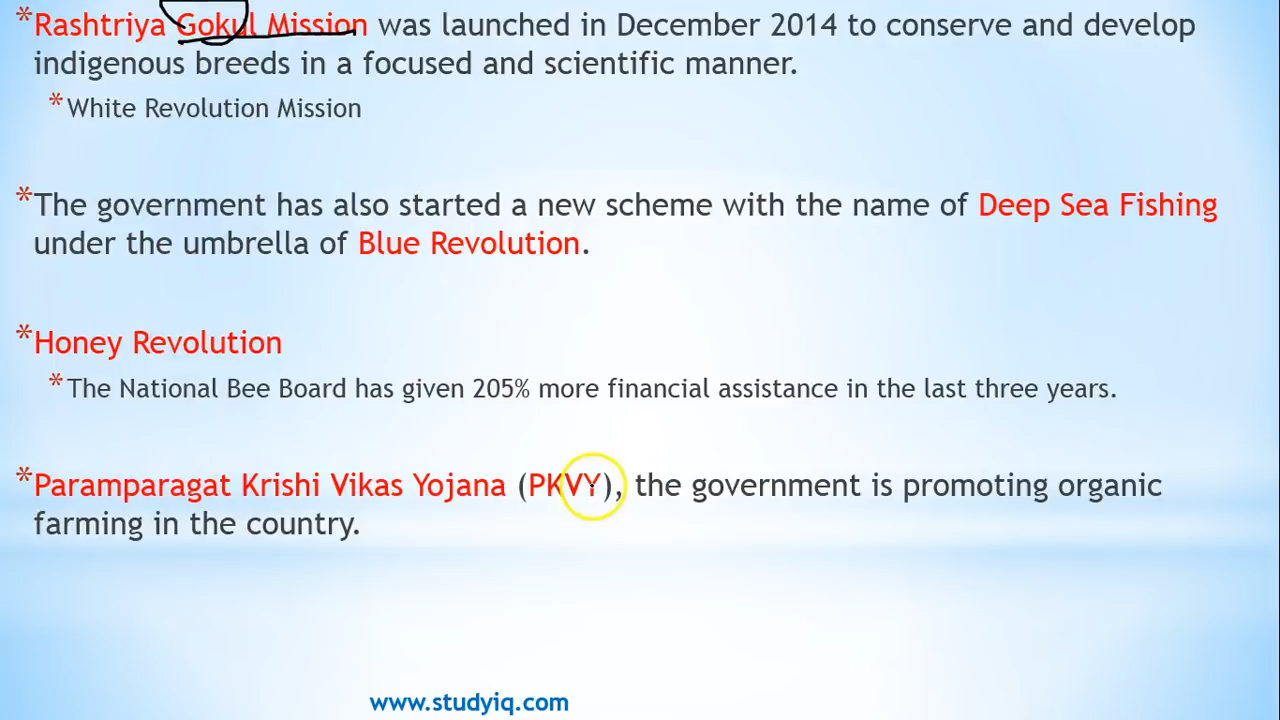 *Rashtriya Gokul Mission was launched in December 2014 to conserve and develop
indigenous breeds in a focused and scientific manner.
*White Revolution Mission
*The government has also started a new scheme with the name of Deep Sea Fishing
under the umbrella of Blue Revolution.
*Honey Revolution
*The National Bee Board has given 205% more financial assistance in the last three years.
*Paramparagat Krishi Vikas Yojana (PKVY), the government is promoting organic
farming in the country.
www.studyiq.com